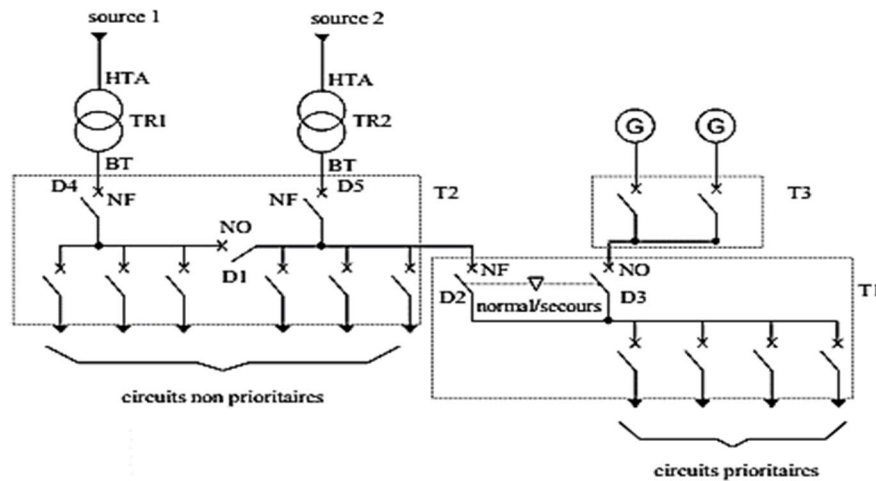 source 1
source 2
HTA
HTA
TR1
TR2
G
G
BT
BT
D4
D5
T2
T3
NF
NF
NO
D1
NF
NO
T1
D2
normal/secours
D3
circuits non prioritaires
circuits prioritaires